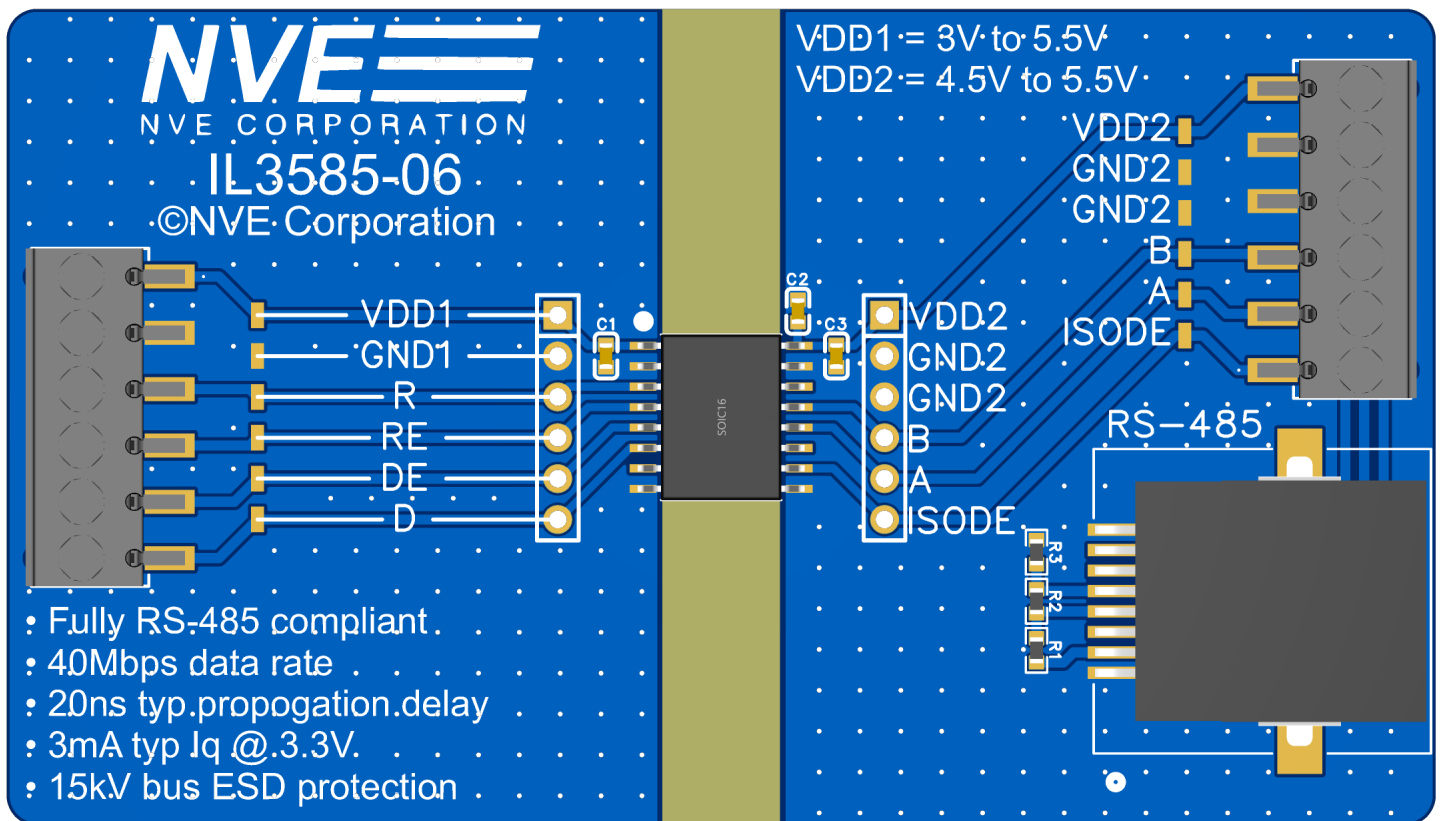 NVE
NVE CORPORATION
IL3585-06
©NVE Corporation
VDD1 = 3V to 5.5V
VDD2 = 4.5V to 5.5V
VDD2
GND2
GND2
B
A
ISODE
VDD1
GND1
R
RE
DE
D
C1
C2
C3
SOIC16
VDD2
GND2
GND2
B
A
ISODE
RS-485
R3
R2
R1
• Fully RS-485 compliant
• 40Mbps data rate
• 20ns typ.propogation delay
• 3mA typ Iq @ 3.3V
• 15kV bus ESD protection